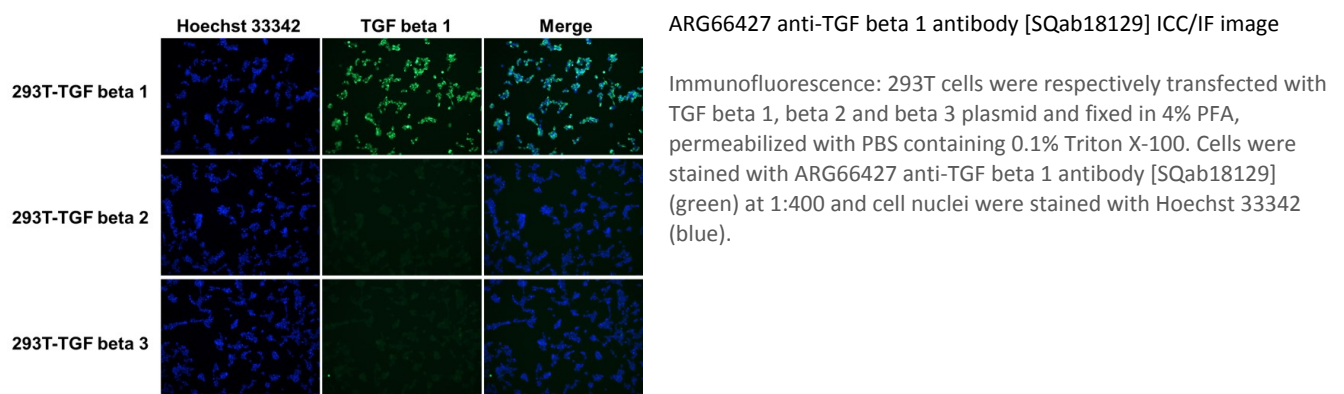 Hoechst 33342 TGF beta 1 Merge
293T-TGF beta 1
293T-TGF beta 2
293T-TGF beta 3
ARG66427 anti-TGF beta 1 antibody [SQab18129] ICC/IF image
Immunofluorescence: 293T cells were respectively transfected with
TGF beta 1, beta 2 and beta 3 plasmid and fixed in 4% PFA,
permeabilized with PBS containing 0.1% Triton X-100. Cells were
stained with ARG66427 anti-TGF beta 1 antibody [SQab18129]
(green) at 1:400 and cell nuclei were stained with Hoechst 33342
(blue).